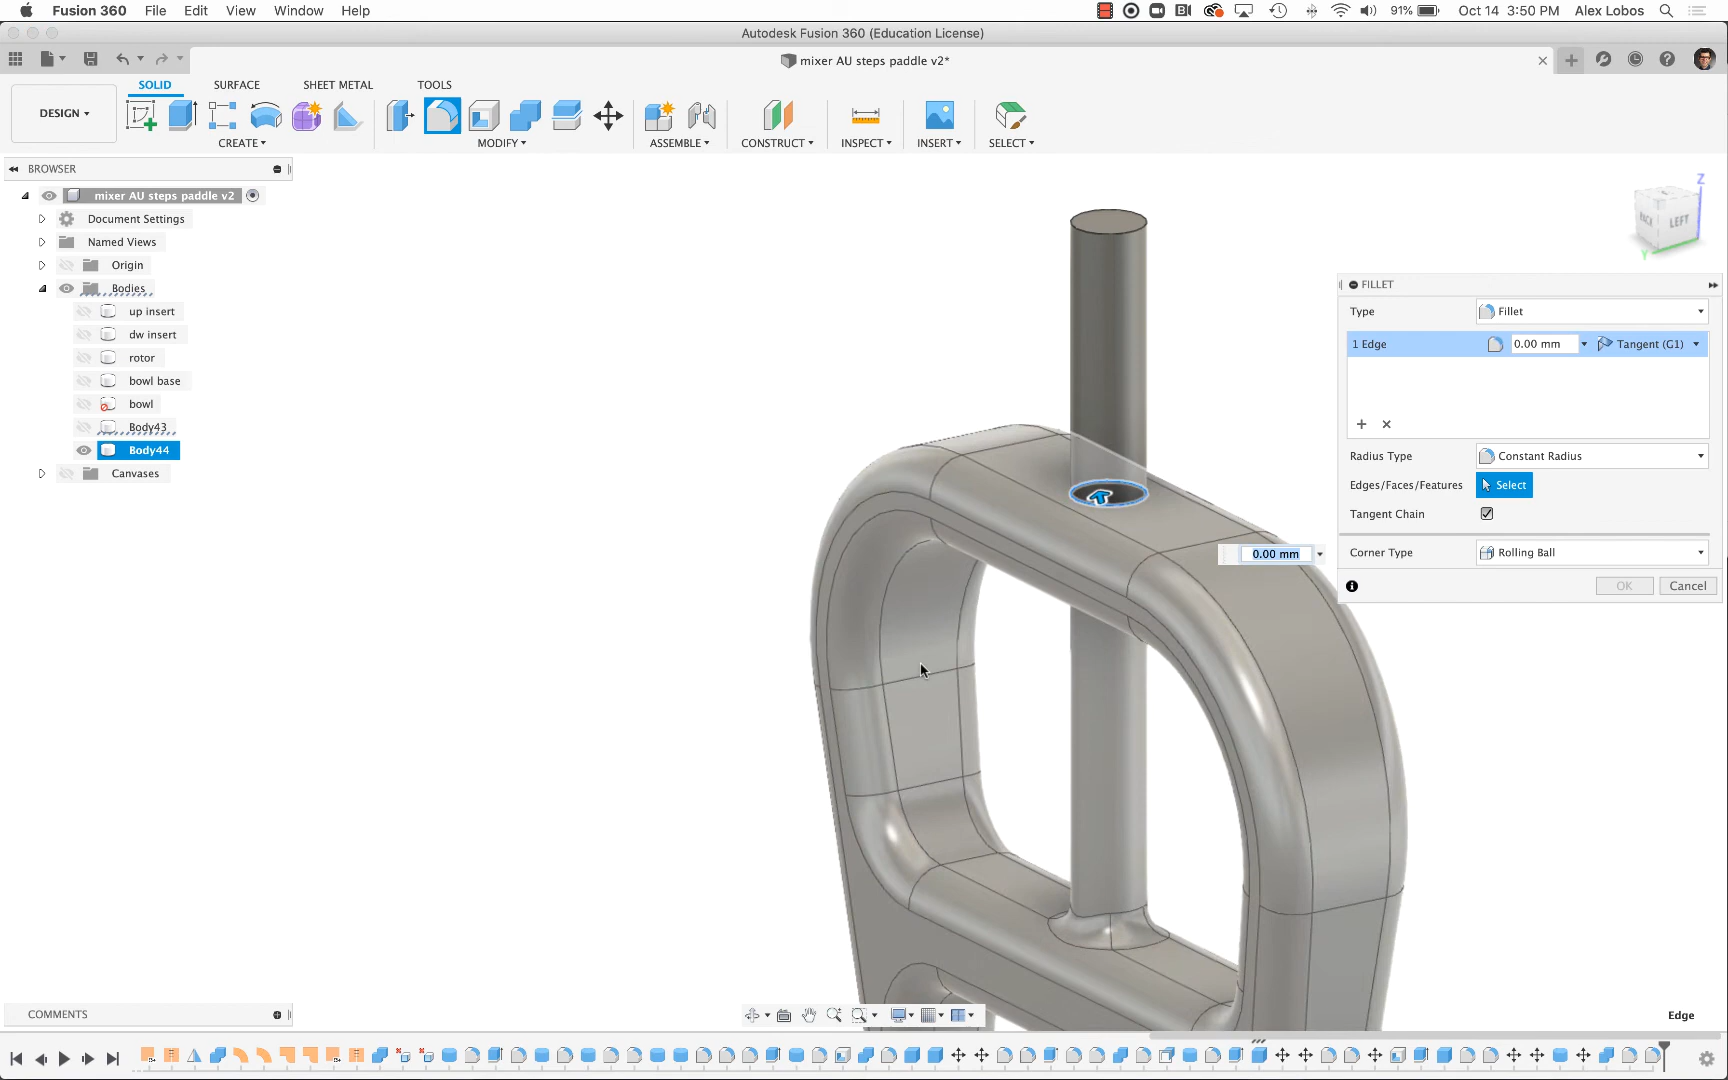 Fusion 360 File Edit View Window Help 91% Oct 14 3:50 PM Alex Lobos
Autodesk Fusion 360 (Education License)
mixer AU steps paddle v2*
SOLID SURFACE SHEET METAL TOOLS
DESIGN
CREATE MODIFY ASSEMBLE CONSTRUCT INSPECT INSERT SELECT
BROWSER
mixer AU steps paddle v2
Document Settings
Named Views
Origin
Bodies
up insert
dw insert
rotor
bowl base
bowl
Body43
Body44
Canvases
Z
BACK LEFT
Y
FILLET
Type Fillet
1 Edge 0.00 mm Tangent (G1)
Radius Type Constant Radius
Edges/Faces/Features Select
Tangent Chain
0.00 mm
Corner Type Rolling Ball
OK Cancel
COMMENTS
Edge